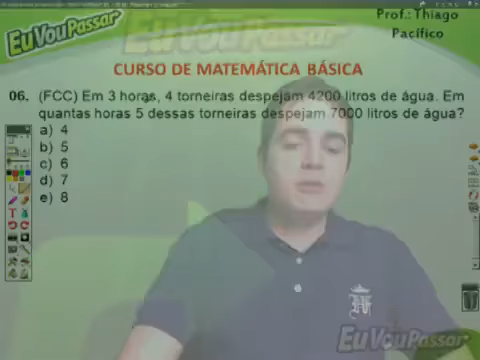 EuVouPassar
EuVouPassar
Prof.: Thiago
Pacífico
CURSO DE MATEMÁTICA BÁSICA
06. (FCC) Em 3 horas, 4 torneiras despejam 4200 litros de água. Em
quantas horas 5 dessas torneiras despejam 7000 litros de água?
a) 4
b) 5
c) 6
d) 7
e) 8
EuVouPassar